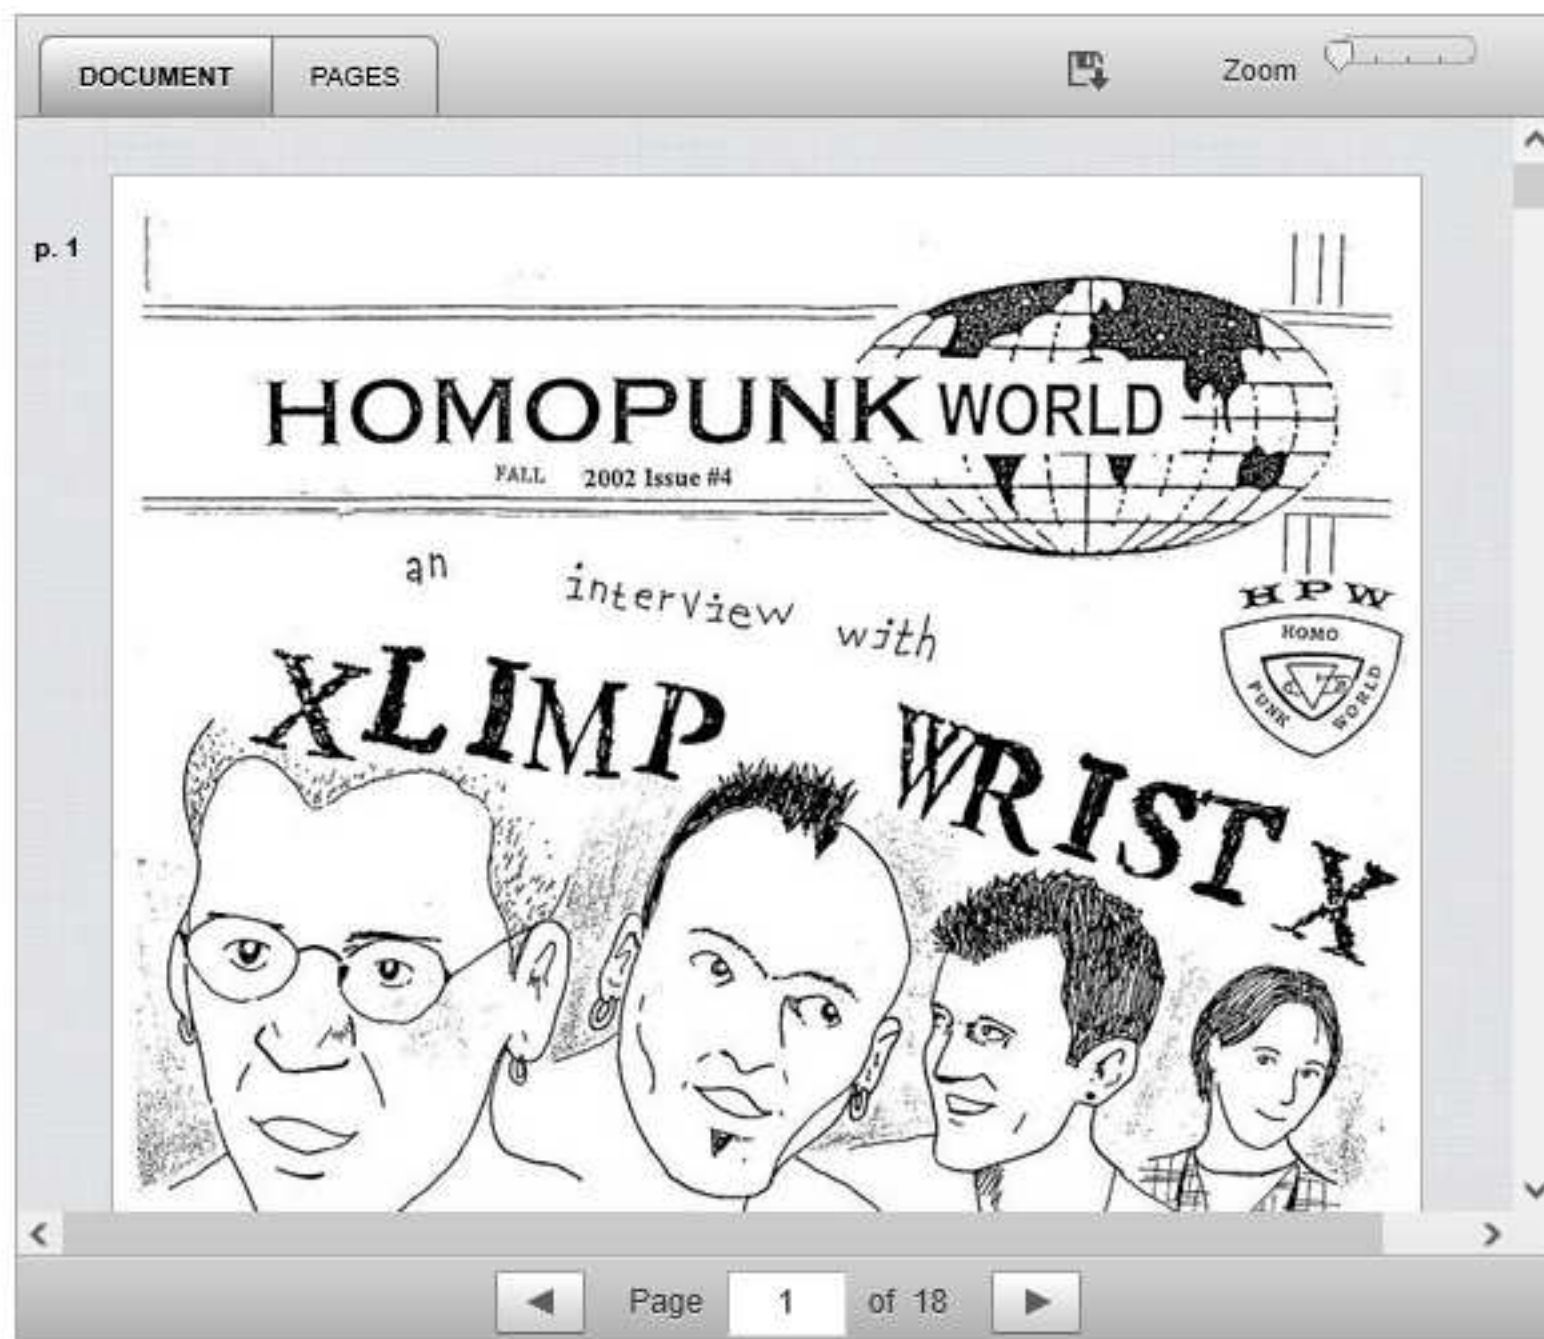 DOCUMENT PAGES Zoom
p. 1
HOMOPUNK WORLD
FALL 2002 Issue #4
an interview with
HPW
HOMO
PUNK WORLD
XLIMP WRISTX
Page 1 of 18